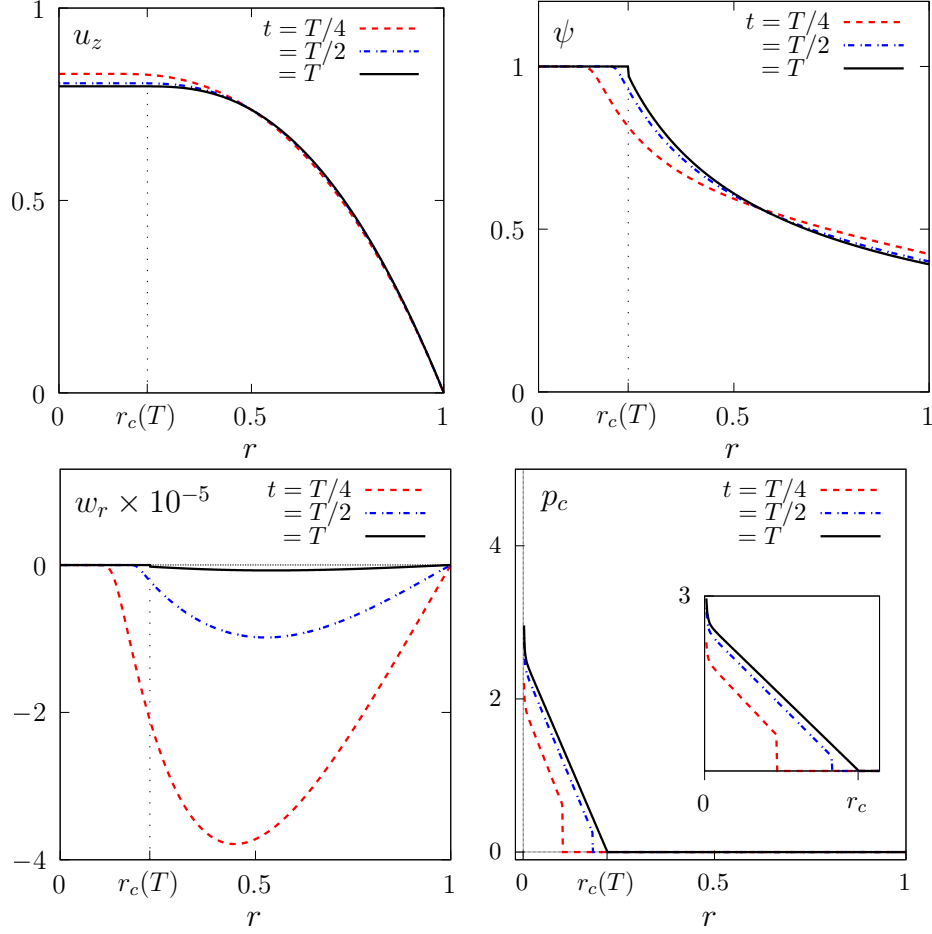 u_z
t = T/4
= T/2
= T
1
0.5
0
0
r_c(T)
0.5
1
r
ψ
t = T/4
= T/2
= T
1
0.5
0
0
r_c(T)
0.5
1
r
w_r × 10^{-5}
t = T/4
= T/2
= T
0
−2
−4
0
r_c(T)
0.5
1
r
p_c
t = T/4
= T/2
= T
4
2
0
3
0
r_c
0
r_c(T)
0.5
1
r